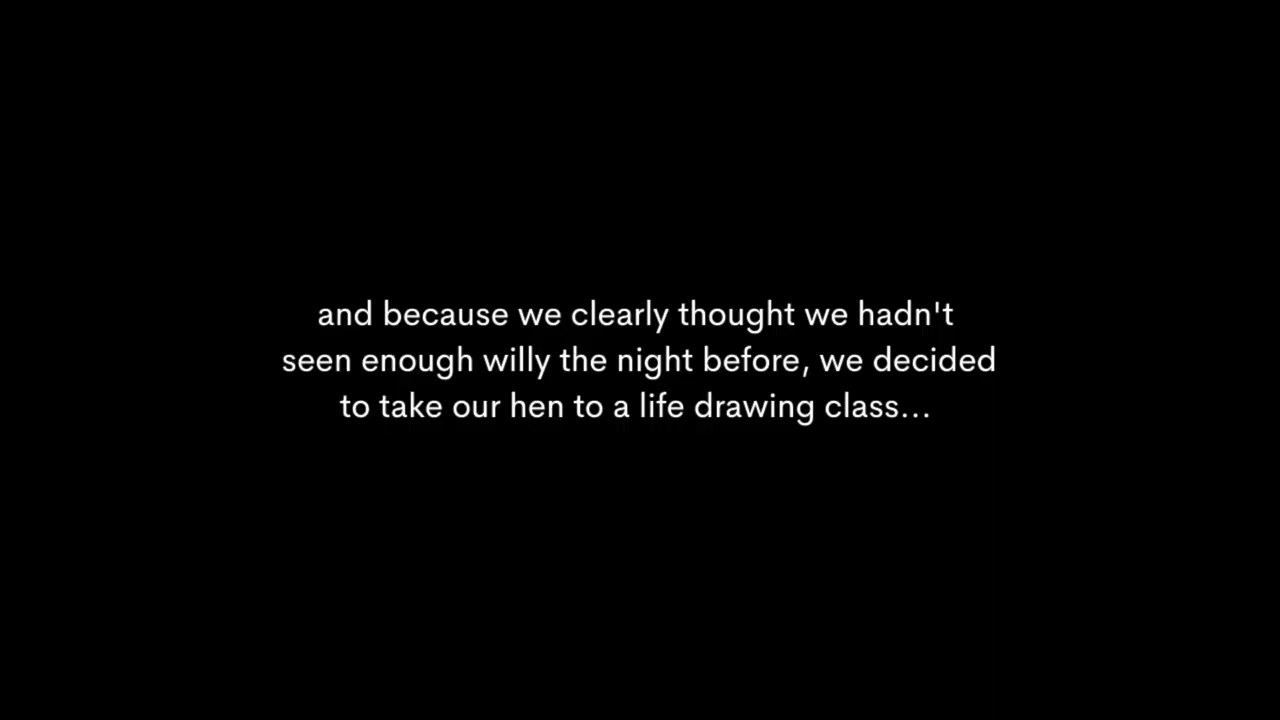 and because we clearly thought we hadn't
seen enough willy the night before, we decided
to take our hen to a life drawing class...